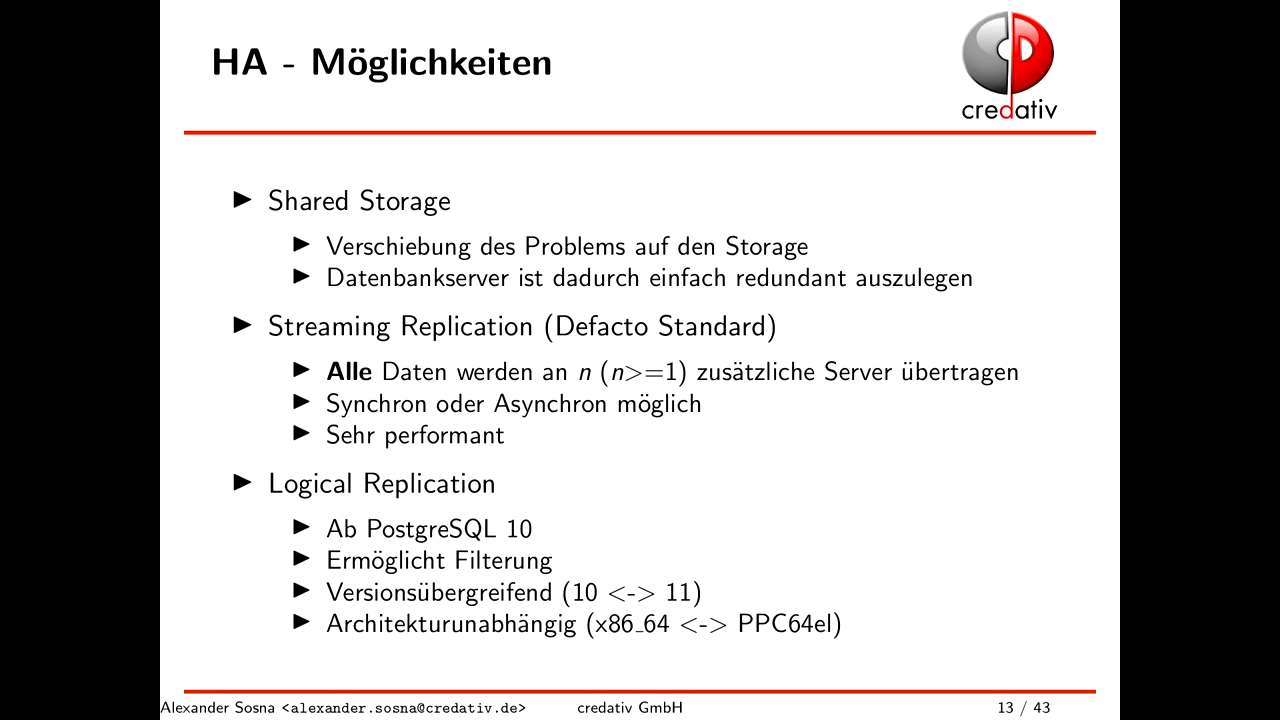 HA - Möglichkeiten
credativ
Shared Storage
Verschiebung des Problems auf den Storage
Datenbankserver ist dadurch einfach redundant auszulegen
Streaming Replication (Defacto Standard)
Alle Daten werden an n (n>=1) zusätzliche Server übertragen
Synchron oder Asynchron möglich
Sehr performant
Logical Replication
Ab PostgreSQL 10
Ermöglicht Filterung
Versionsübergreifend (10 <-> 11)
Architekturunabhängig (x86_64 <-> PPC64el)
Alexander Sosna <alexander.sosna@credativ.de> credativ GmbH 13 / 43